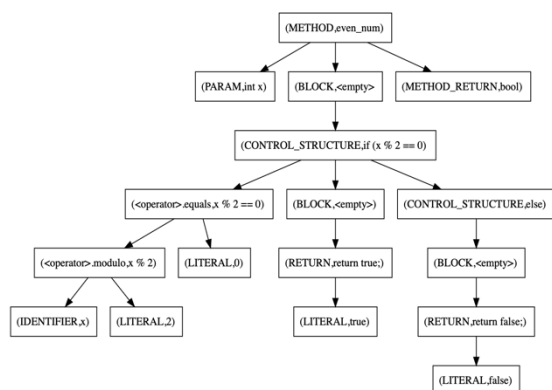 (METHOD,even_num)
(PARAM,int x)
(BLOCK,<empty>
(METHOD_RETURN,bool)
(CONTROL_STRUCTURE,if (x % 2 == 0)
(<operator>.equals,x % 2 == 0)
(BLOCK,<empty>)
(CONTROL_STRUCTURE,else)
(<operator>.modulo,x % 2)
(LITERAL,0)
(RETURN,return true;)
(BLOCK,<empty>)
(IDENTIFIER,x)
(LITERAL,2)
(LITERAL,true)
(RETURN,return false;)
(LITERAL,false)